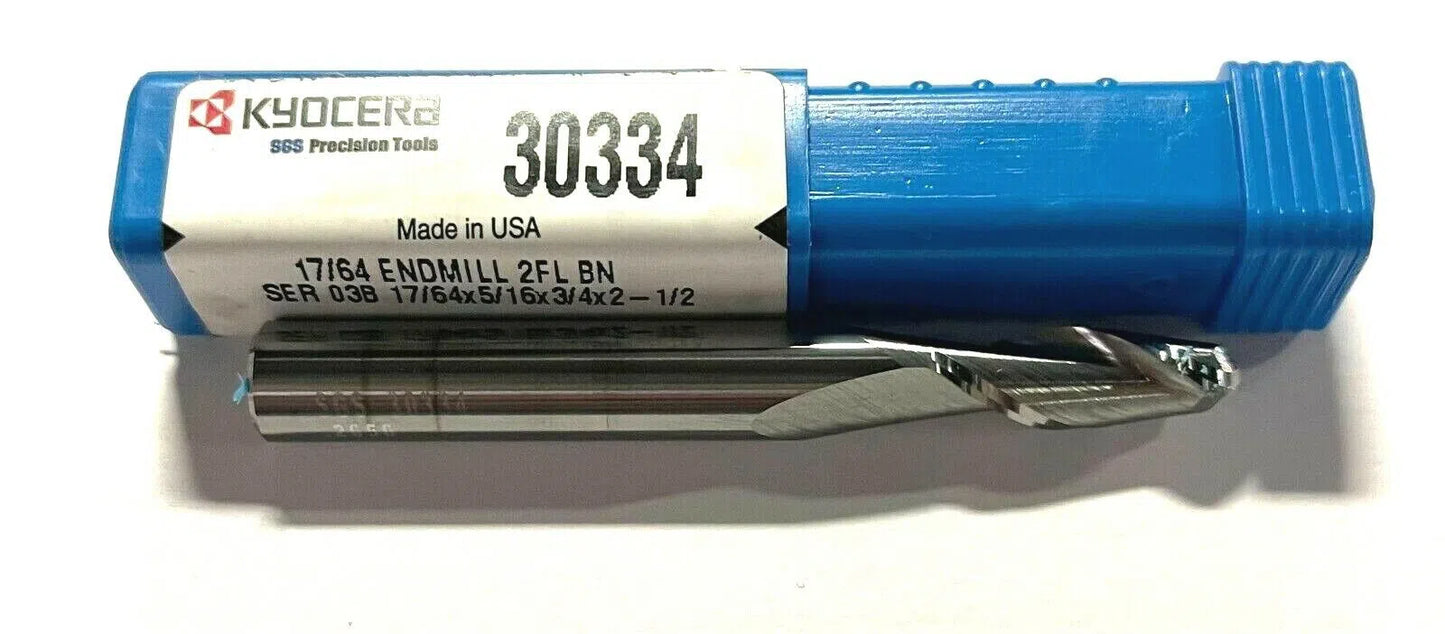 KYOCERA
SGS Precision Tools
30334
Made in USA
17/64 ENDMILL 2FL BN
SER 03B 17/64x5/16x3/4x2-1/2